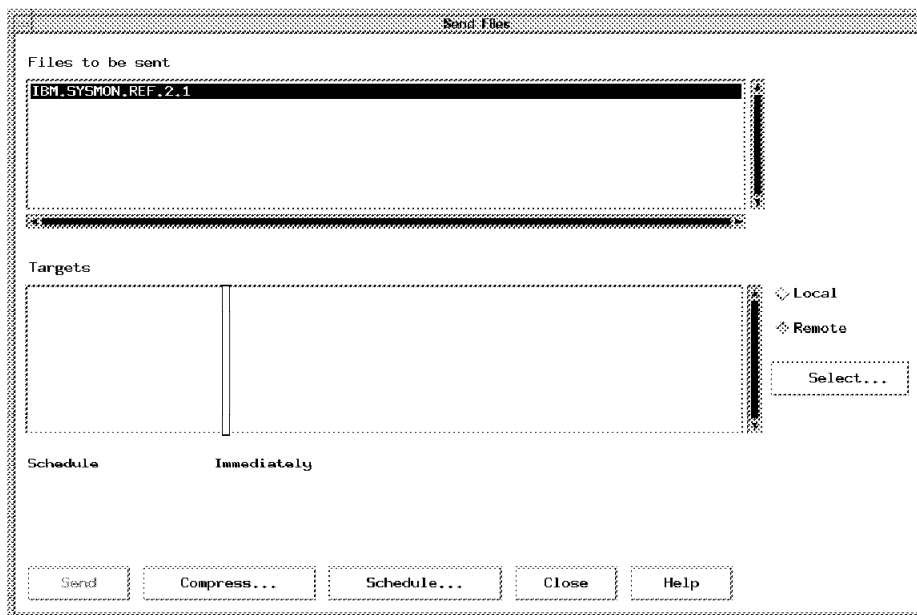 Send Files
Files to be sent
IBM.SYSMON.REF.2.1
Targets
Local
Remote
Select...
Schedule Immediately
Send Compress... Schedule... Close Help